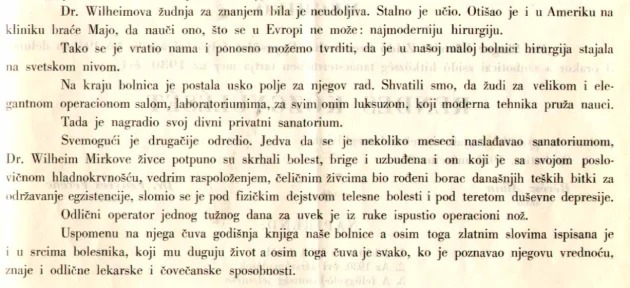 Dr. Wilheimova žudnja za znanjem bila je neudoljiva. Stalno je učio. Otišao je i u Ameriku na
kliniku braće Majo, da nauči ono, što se u Evropi ne može: najmoderniju hirurgiju.
Tako se je vratio nama i ponosno možemo tvrditi, da je u našoj maloj bolnici hirurgija stajala
na svetskom nivom.
Na kraju bolnica je postala usko polje za njegov rad. Shvatili smo, da žudi za velikom i ele-
gantnom operacionom salom, laboratoriumima, za svim onim luksuzom, koji moderna tehnika pruža nauci.
Tada je nagradio svoj divni privatni sanatorium.
Svemogući je drugačije odredio. Jedva da se je nekoliko meseci naslađavao sanatoriumom,
Dr. Wilheim Mirkove živce potpuno su skrhali bolest, brige i uzbuđena i on koji je sa svojom poslo-
vičnom hladnokrvnošću, vedrim raspoloženjem, čeličnim živcima bio rođeni borac današnjih teških bitki za
održavanje egzistencije, slomio se je pod fizičkim dejstvom telesne bolesti i pod teretom duševne depresije.
Odlični operator jednog tužnog dana za uvek je iz ruke ispustio operacioni nož.
Uspomenu na njega čuva godišnja knjiga naše bolnice a osim toga zlatnim slovima ispisana je
i u srcima bolesnika, koji mu duguju život a osim toga čuva je svako, ko je poznavao njegovu vrednoću,
znaje i odlične lekarske i čovečanske sposobnosti.